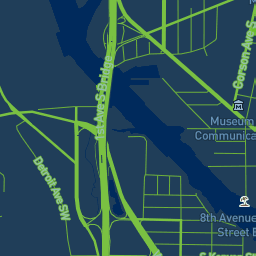 Corson Ave S
1st Ave S Bridge
Museum
Communica
Detroit Ave SW
8th Avenue
Street E